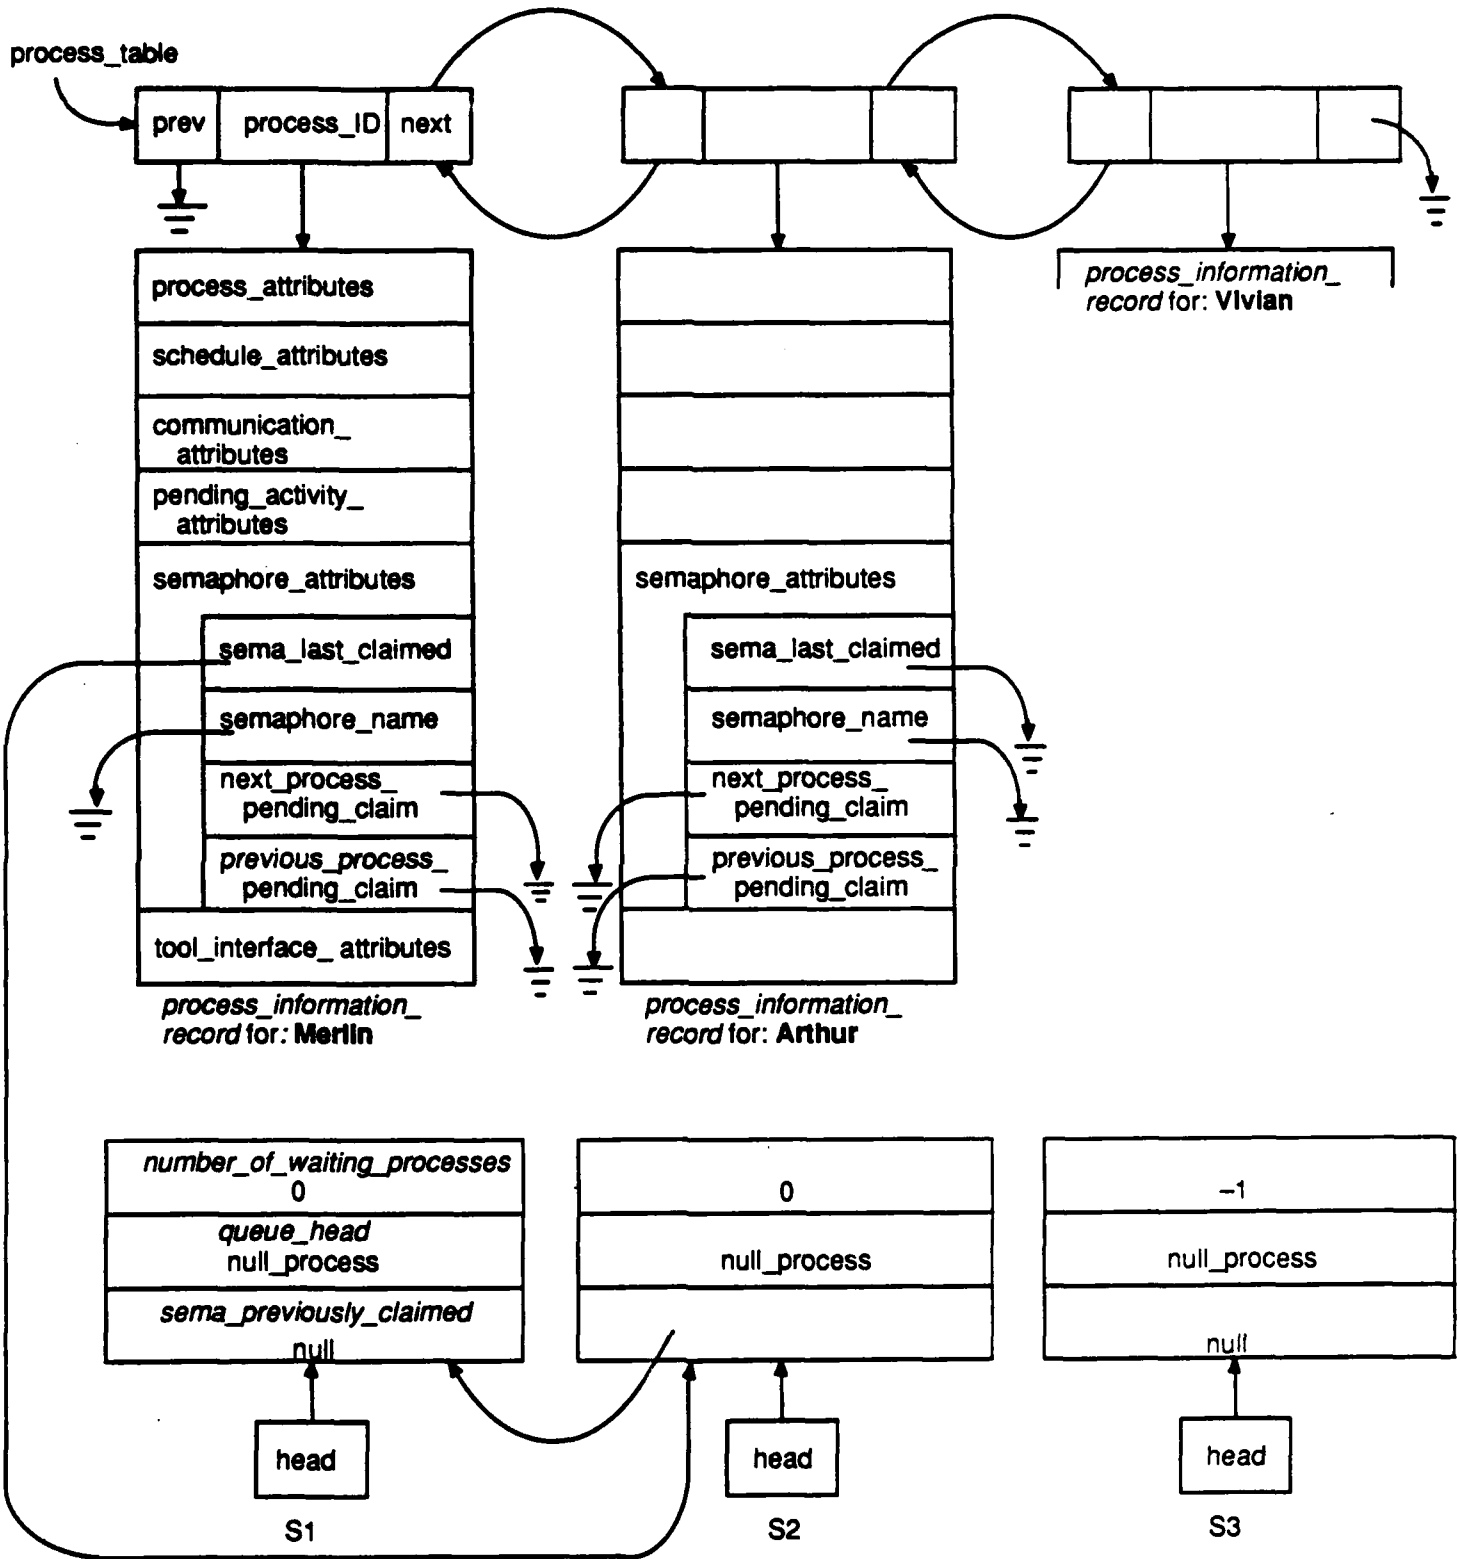 process_table
prev process_ID next
process_attributes
schedule_attributes
communication_
attributes
pending_activity_
attributes
semaphore_attributes
sema_last_claimed
semaphore_name
next_process_
pending_claim
previous_process_
pending_claim
tool_interface_ attributes
process_information_
record for: Merlin
semaphore_attributes
sema_last_claimed
semaphore_name
next_process_
pending_claim
previous_process_
pending_claim
process_information_
record for: Arthur
process_information_
record for: Vivian
number_of_waiting_processes
0
queue_head
null_process
sema_previously_claimed
null
head
S1
0
null_process
head
S2
–1
null_process
null
head
S3